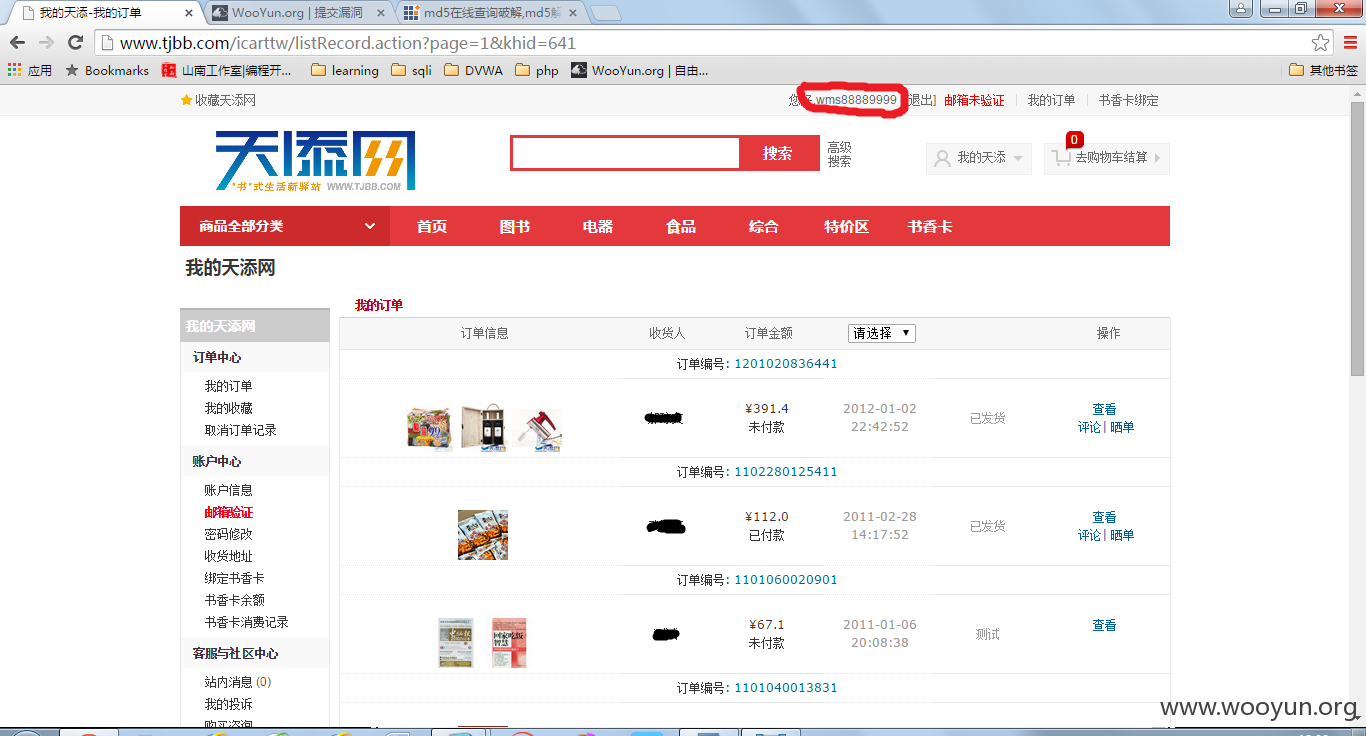 我的天添-我的订单
WooYun.org | 提交漏洞
md5在线查询破解,md5解
www.tjbb.com/icarttw/listRecord.action?page=1&khid=641
应用
Bookmarks
山南工作室|编程开...
learning
sqli
DVWA
php
WooYun.org | 自由...
其他书签
收藏天添网
wms88889999
退出]
邮箱未验证
我的订单
书香卡绑定
天添网
"书"式生活新驿站 WWW.TJBB.COM
搜索
高级
搜索
我的天添
0
去购物车结算
商品全部分类
首页
图书
电器
食品
综合
特价区
书香卡
我的天添网
我的天添网
订单中心
我的订单
我的收藏
取消订单记录
账户中心
账户信息
邮箱验证
密码修改
收货地址
绑定书香卡
书香卡余额
书香卡消费记录
客服与社区中心
站内消息 (0)
我的投诉
购买咨询
我的订单
订单信息
收货人
订单金额
请选择
操作
订单编号: 1201020836441
¥391.4
未付款
2012-01-02
22:42:52
已发货
查看
评论| 晒单
订单编号: 1102280125411
¥112.0
已付款
2011-02-28
14:17:52
已发货
查看
评论| 晒单
订单编号: 1101060020901
¥67.1
未付款
2011-01-06
20:08:38
测试
查看
订单编号: 1101040013831
www.wooyun.org